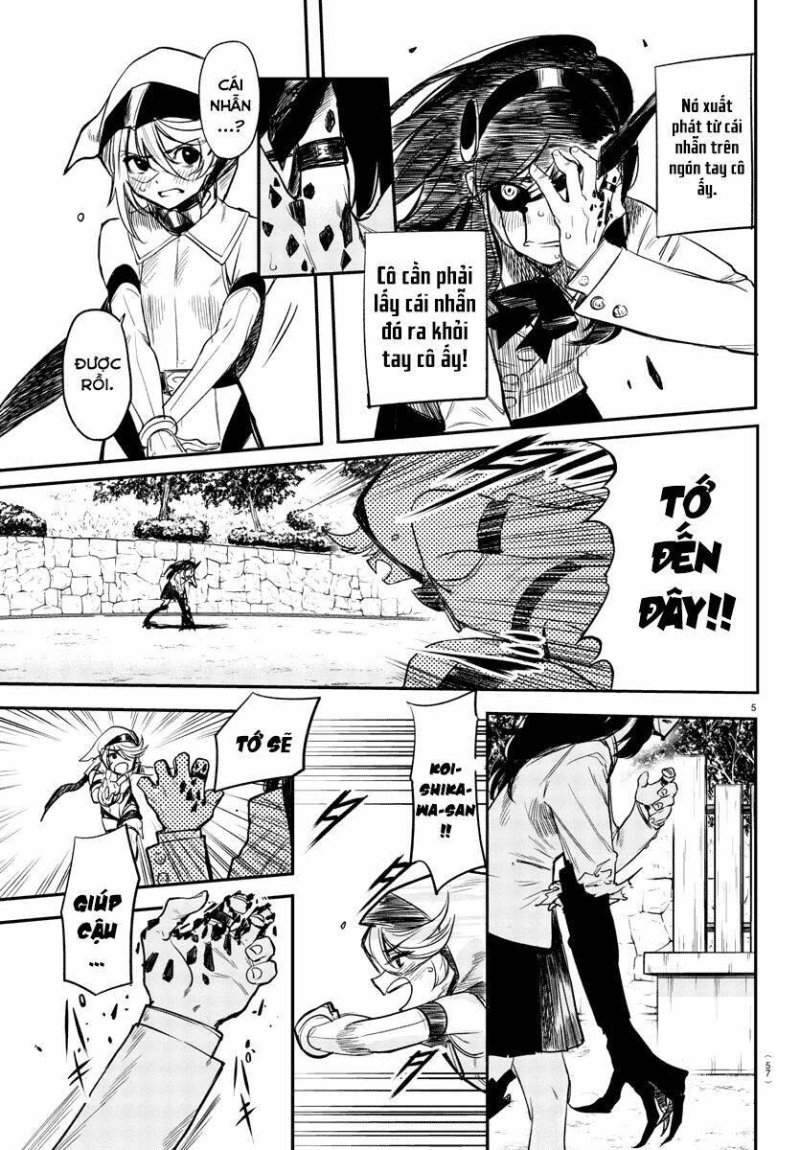 Nó xuất
phát từ cái
nhẫn trên
ngón tay cô
ấy.
Cô cần phải
lấy cái nhẫn
đó ra khỏi
tay cô ấy!
CÁI
NHẪN
...?
ĐƯỢC
RỒI.
TỚ
ĐẾN
ĐÂY!!
5
KOI-
SHIKA-
WA-SAN
!!
TỚ SẼ
GIÚP
CẬU
...
(57)